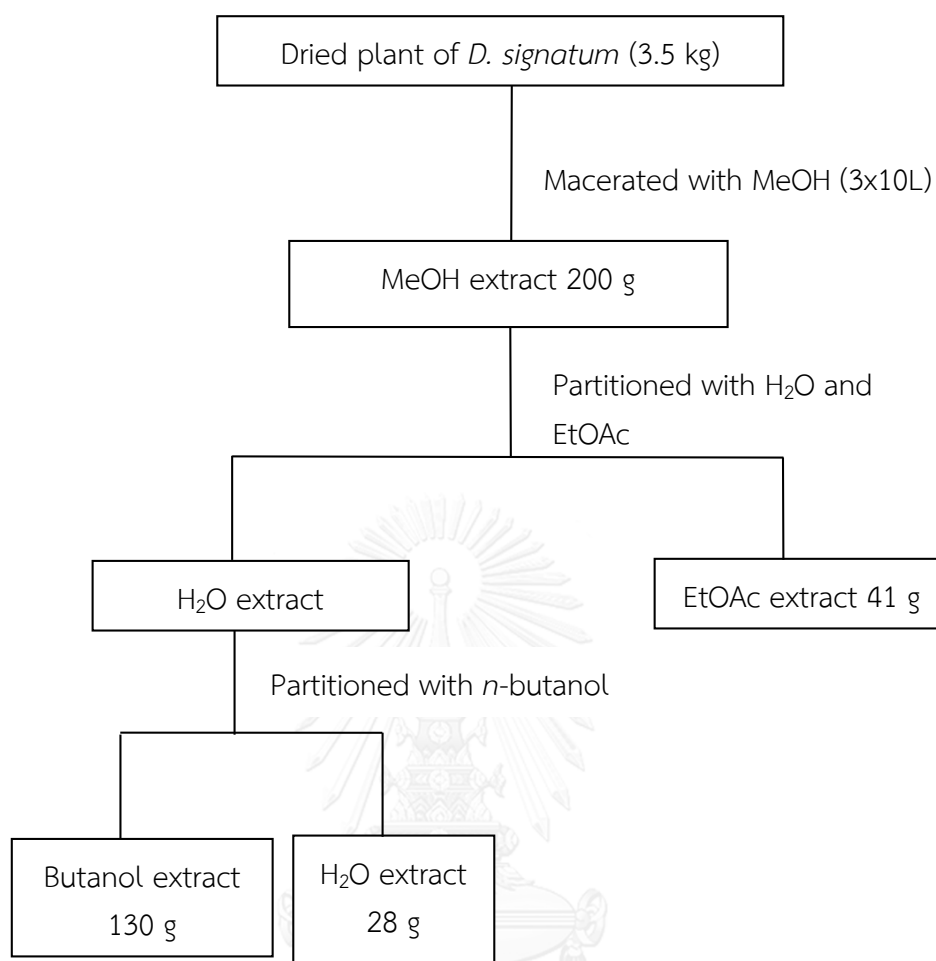 Dried plant of D. signatum (3.5 kg)
Macerated with MeOH (3x10L)
MeOH extract 200 g
Partitioned with H₂O and
EtOAc
H₂O extract
EtOAc extract 41 g
Partitioned with n-butanol
Butanol extract
130 g
H₂O extract
28 g